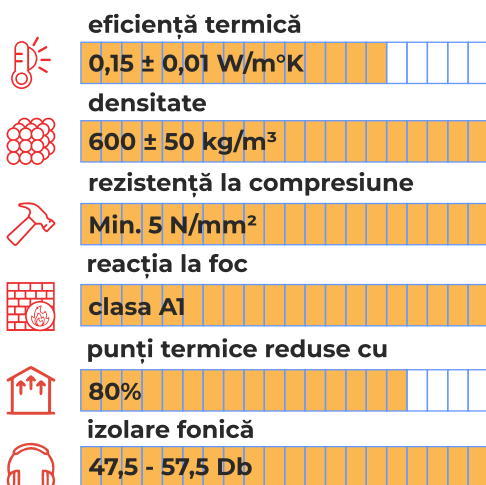 eficiență termică
0,15 ± 0,01 W/m°K
densitate
600 ± 50 kg/m³
rezistență la compresiune
Min. 5 N/mm²
reacția la foc
clasa A1
punți termice reduse cu
80%
izolare fonică
47,5 - 57,5 Db